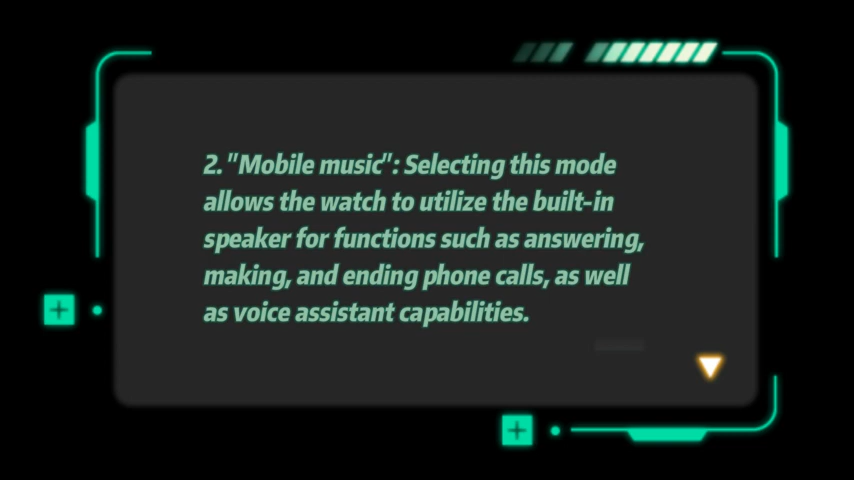 2. "Mobile music": Selecting this mode
allows the watch to utilize the built-in
speaker for functions such as answering,
making, and ending phone calls, as well
as voice assistant capabilities.